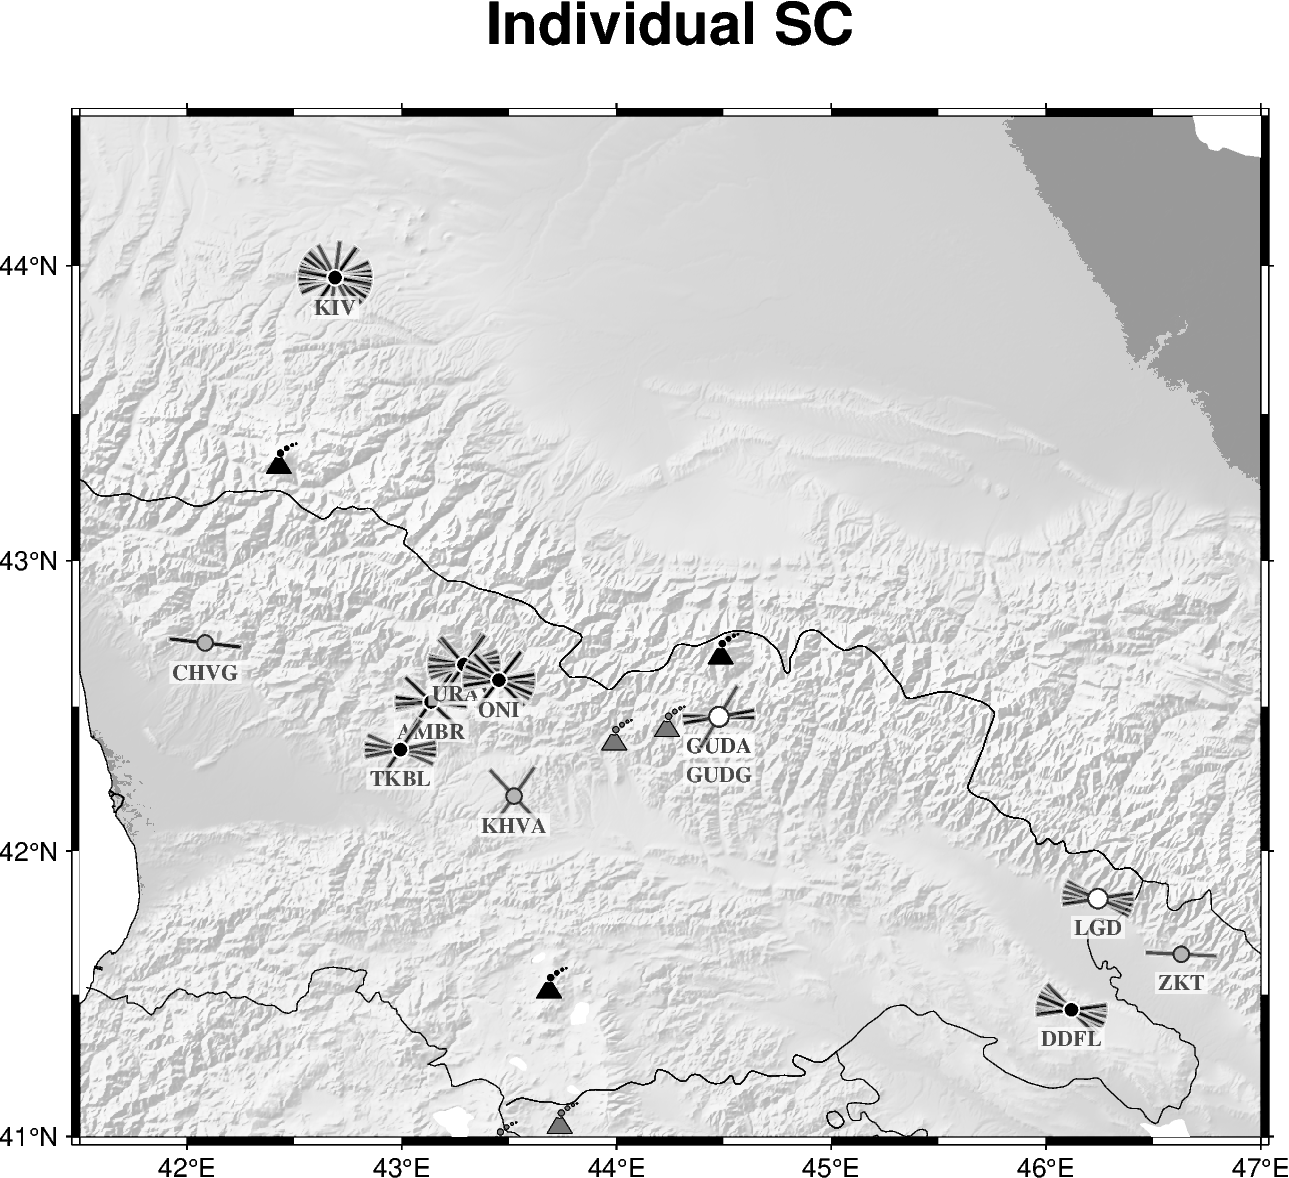 Individual SC
44°N
KIV
43°N
CHVG
URA
ONI
AMBR
GUDA
GUDG
TKBL
KHVA
42°N
LGD
ZKT
DDFL
41°N
42°E
43°E
44°E
45°E
46°E
47°E